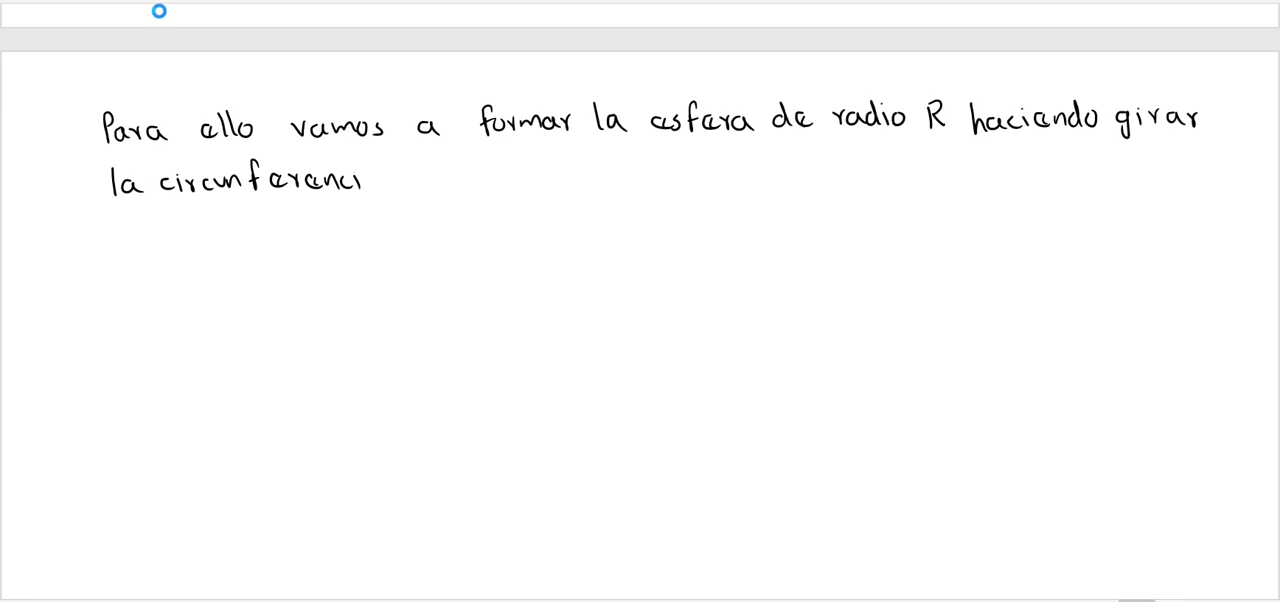 Para ello vamos a formar la esfera de radio R haciendo girar
la circunferenci